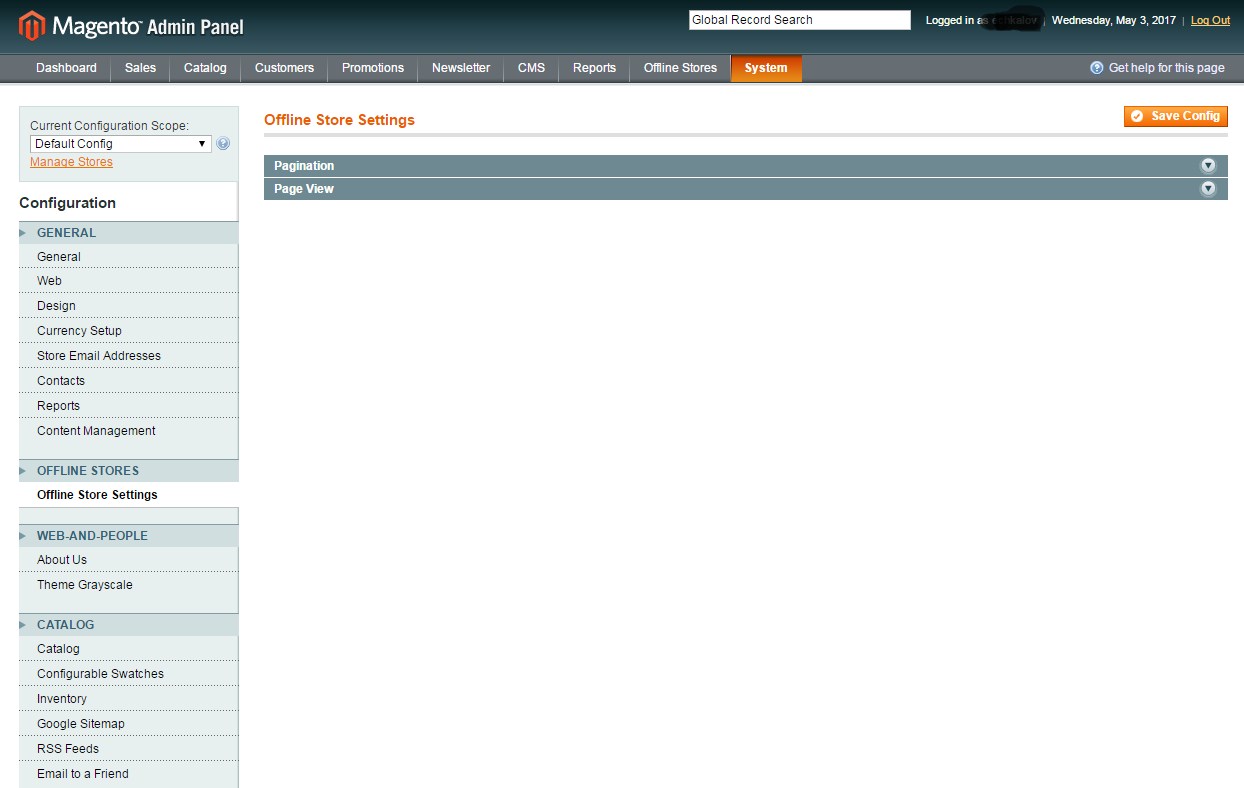 Magento Admin Panel
Global Record Search
Logged in as
Wednesday, May 3, 2017 | Log Out
Dashboard Sales Catalog Customers Promotions Newsletter CMS Reports Offline Stores System
Get help for this page
Current Configuration Scope:
Default Config
Manage Stores
Configuration
GENERAL
General
Web
Design
Currency Setup
Store Email Addresses
Contacts
Reports
Content Management
OFFLINE STORES
Offline Store Settings
WEB-AND-PEOPLE
About Us
Theme Grayscale
CATALOG
Catalog
Configurable Swatches
Inventory
Google Sitemap
RSS Feeds
Email to a Friend
Offline Store Settings
Save Config
Pagination
Page View